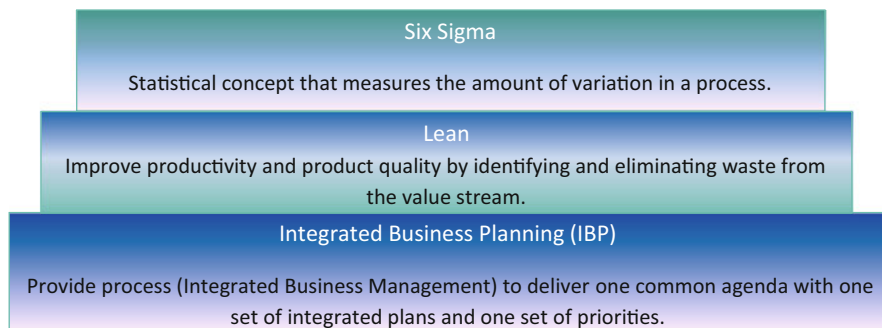 Six Sigma
Statistical concept that measures the amount of variation in a process.
Lean
Improve productivity and product quality by identifying and eliminating waste from
the value stream.
Integrated Business Planning (IBP)
Provide process (Integrated Business Management) to deliver one common agenda with one
set of integrated plans and one set of priorities.